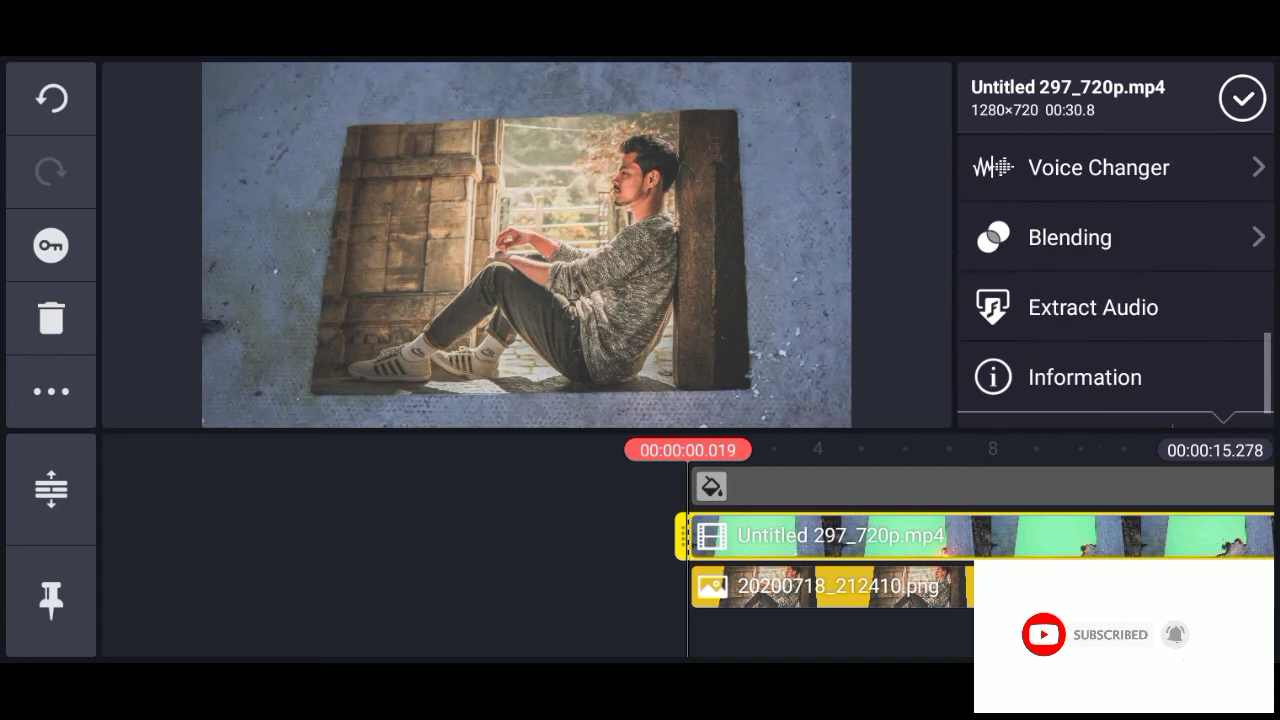 Untitled 297_720p.mp4
1280×720 00:30.8
Voice Changer
Blending
Extract Audio
Information
00:00:00.019
4
8
00:00:15.278
Untitled 297_720p.mp4
20200718_212410.png
SUBSCRIBED